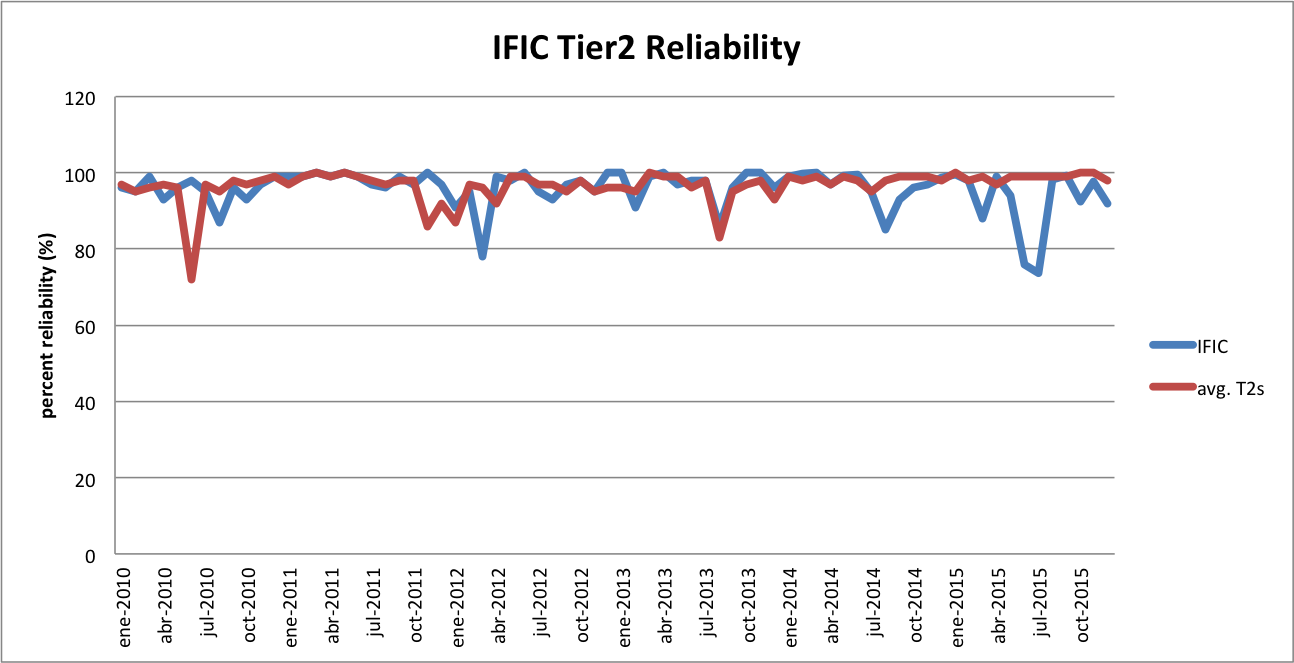 IFIC Tier2 Reliability
120
100
80
60
40
20
0
percent reliability (%)
ene-2010
abr-2010
jul-2010
oct-2010
ene-2011
abr-2011
jul-2011
oct-2011
ene-2012
abr-2012
jul-2012
oct-2012
ene-2013
abr-2013
jul-2013
oct-2013
ene-2014
abr-2014
jul-2014
oct-2014
ene-2015
abr-2015
jul-2015
oct-2015
IFIC
avg. T2s